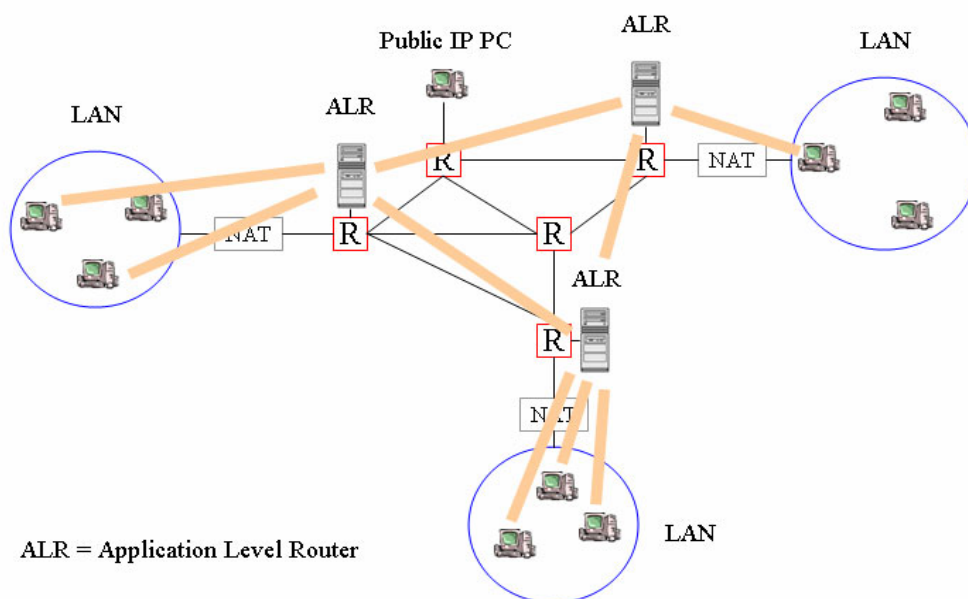 ALR
Public IP PC
LAN
ALR
LAN
R
R
NAT
NAT
R
R
ALR
R
NAT
LAN
ALR = Application Level Router